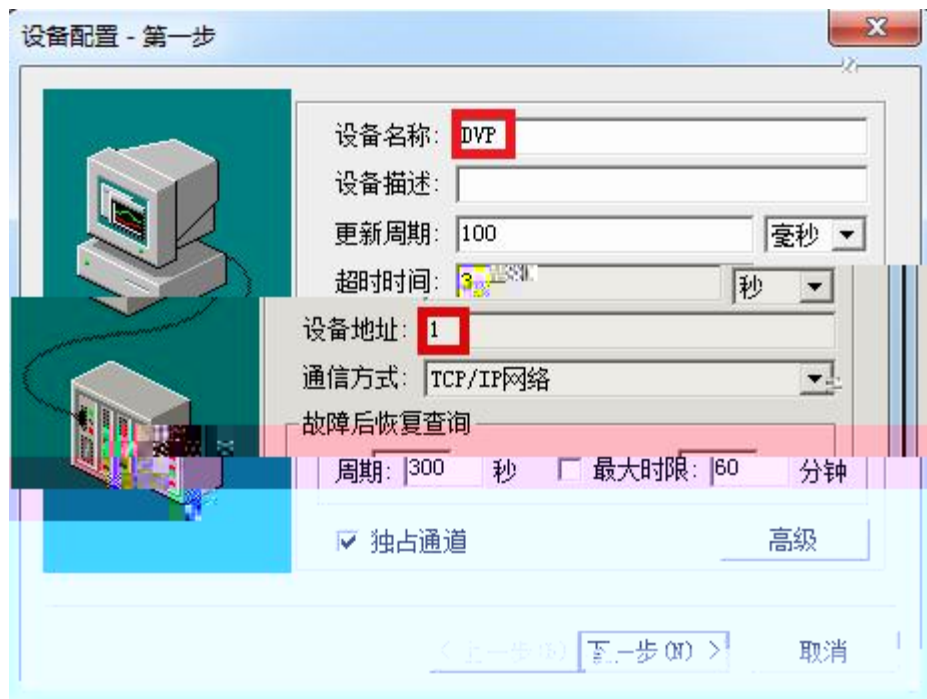 设备配置 - 第一步
设备名称: DVP
设备描述:
更新周期: 100 毫秒
超时时间: 3 秒
设备地址: 1
通信方式: TCP/IP网络
故障后恢复查询
周期: 300 秒 最大时限: 60 分钟
独占通道 高级
下一步(N) > 取消